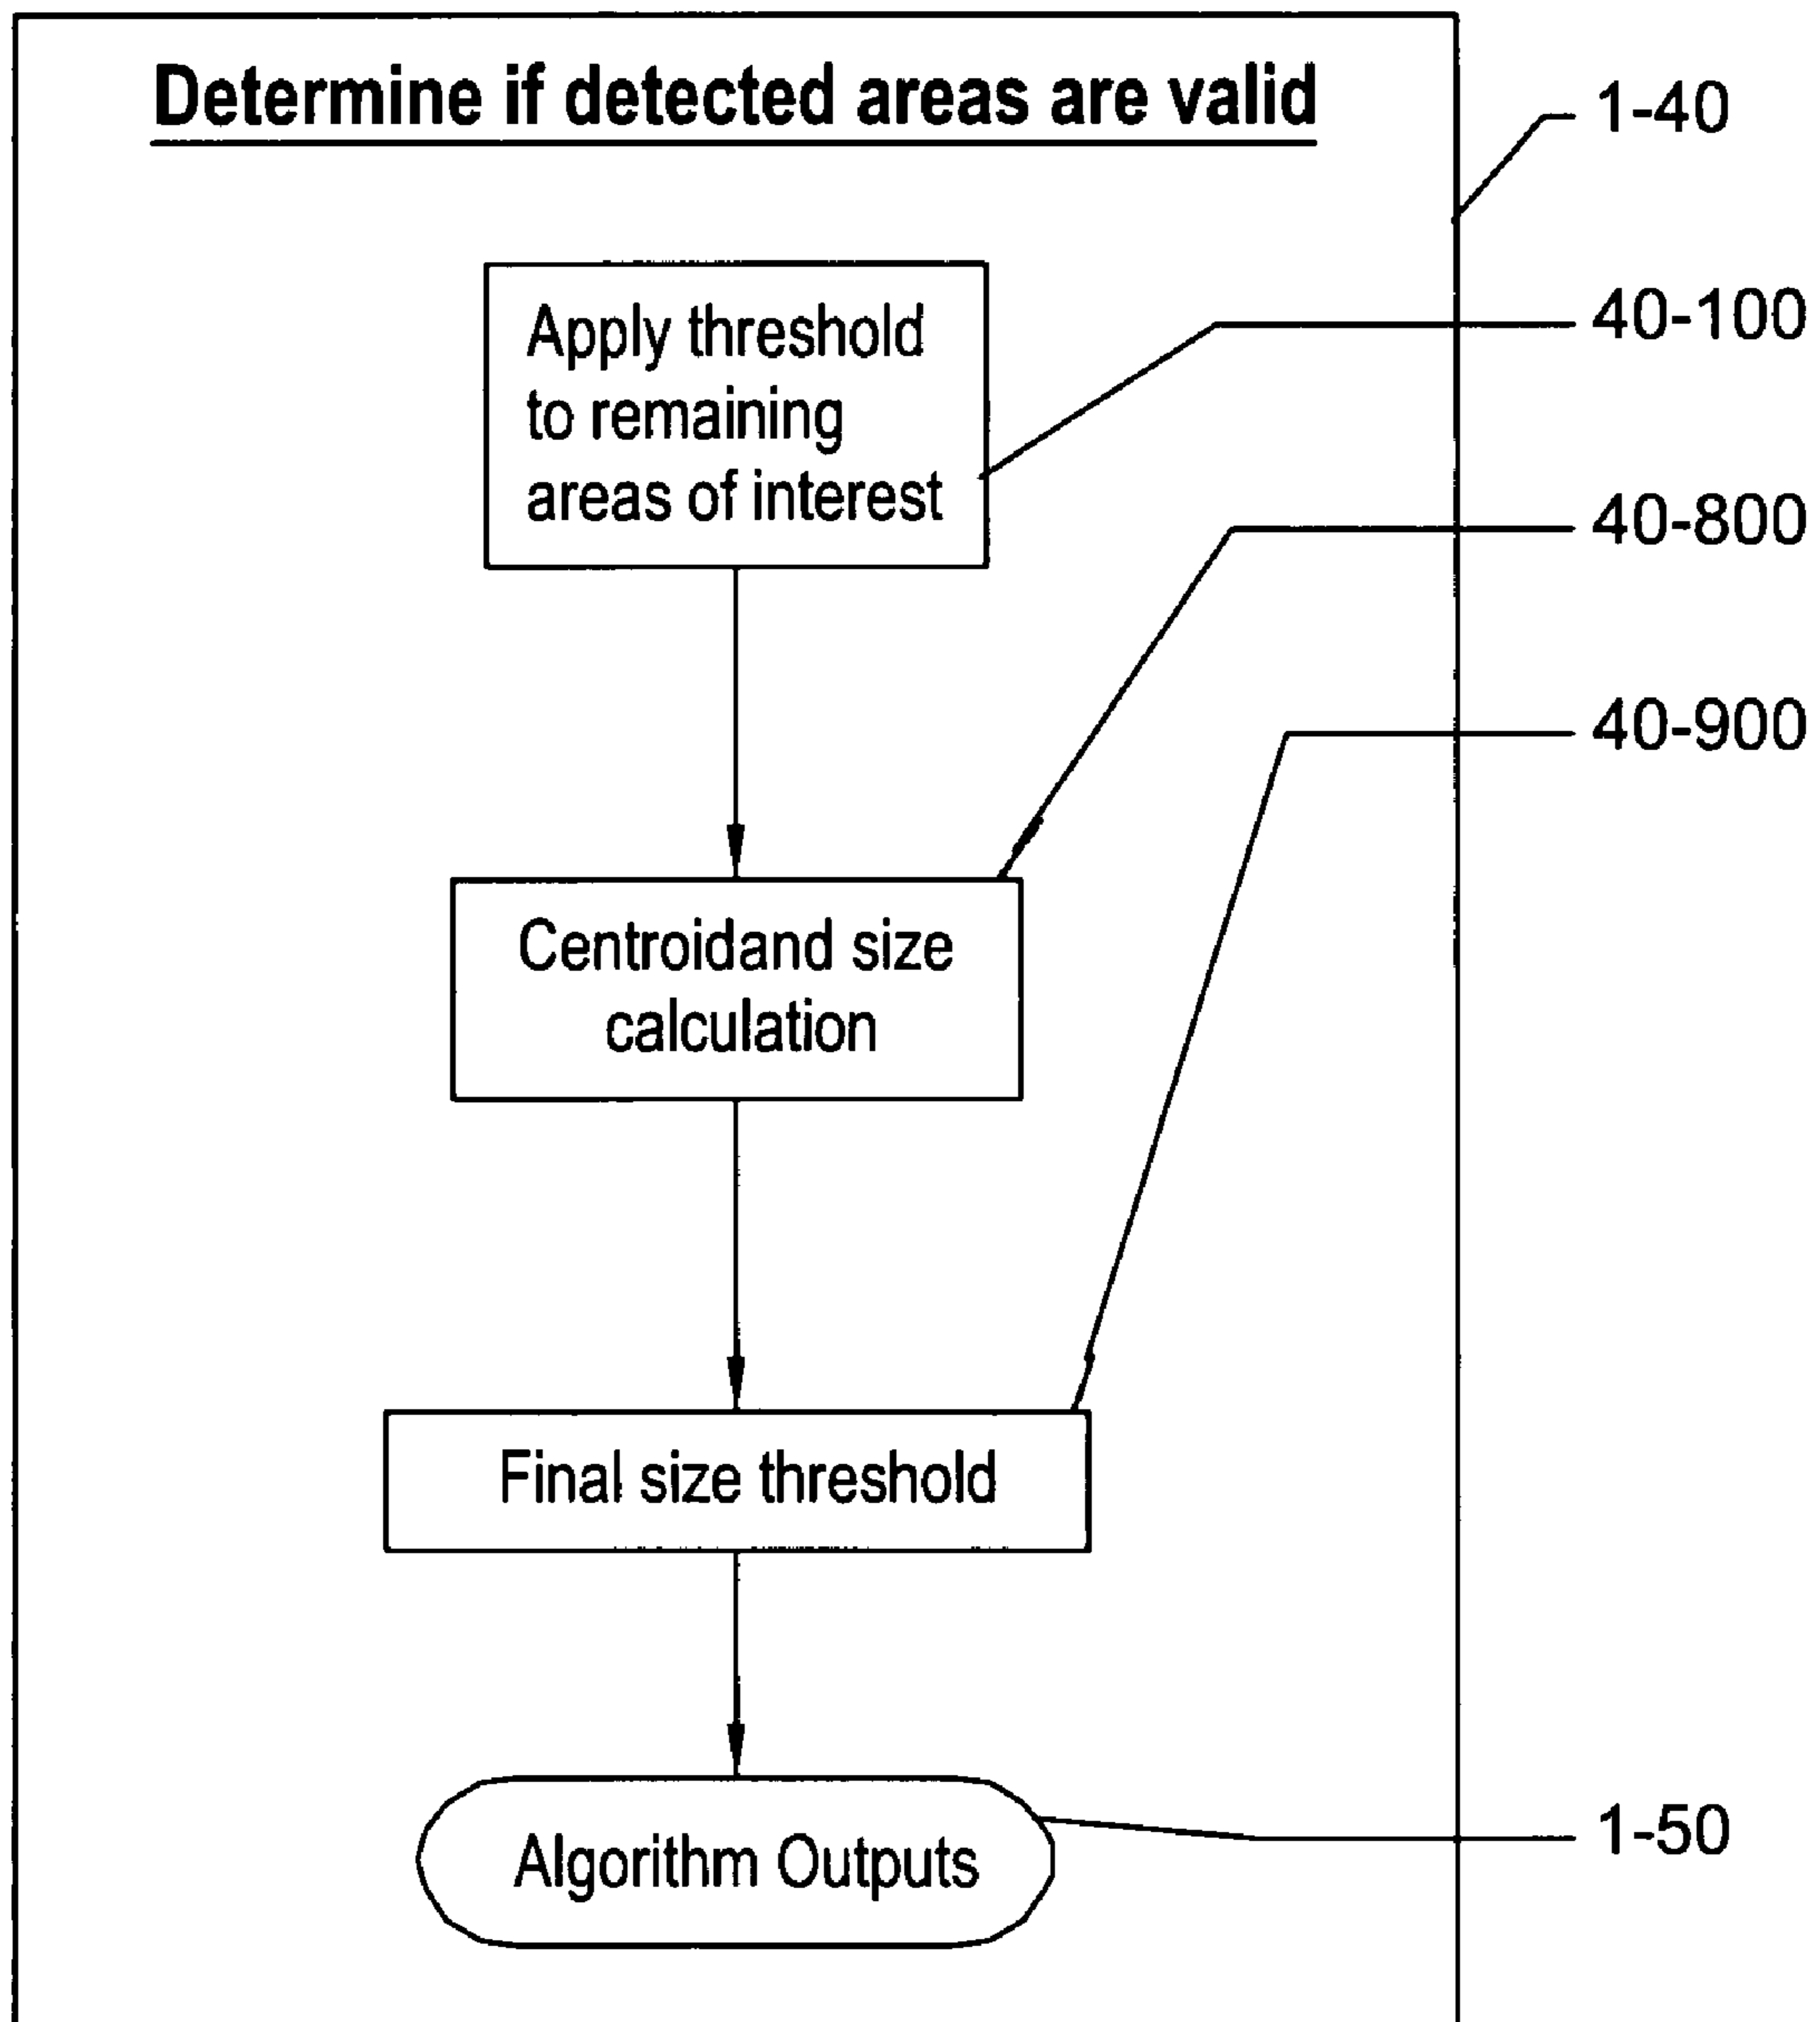 Determine if detected areas are valid
1-40
Apply threshold
to remaining
areas of interest
40-100
40-800
40-900
Centroidand size
calculation
Final size threshold
Algorithm Outputs
1-50